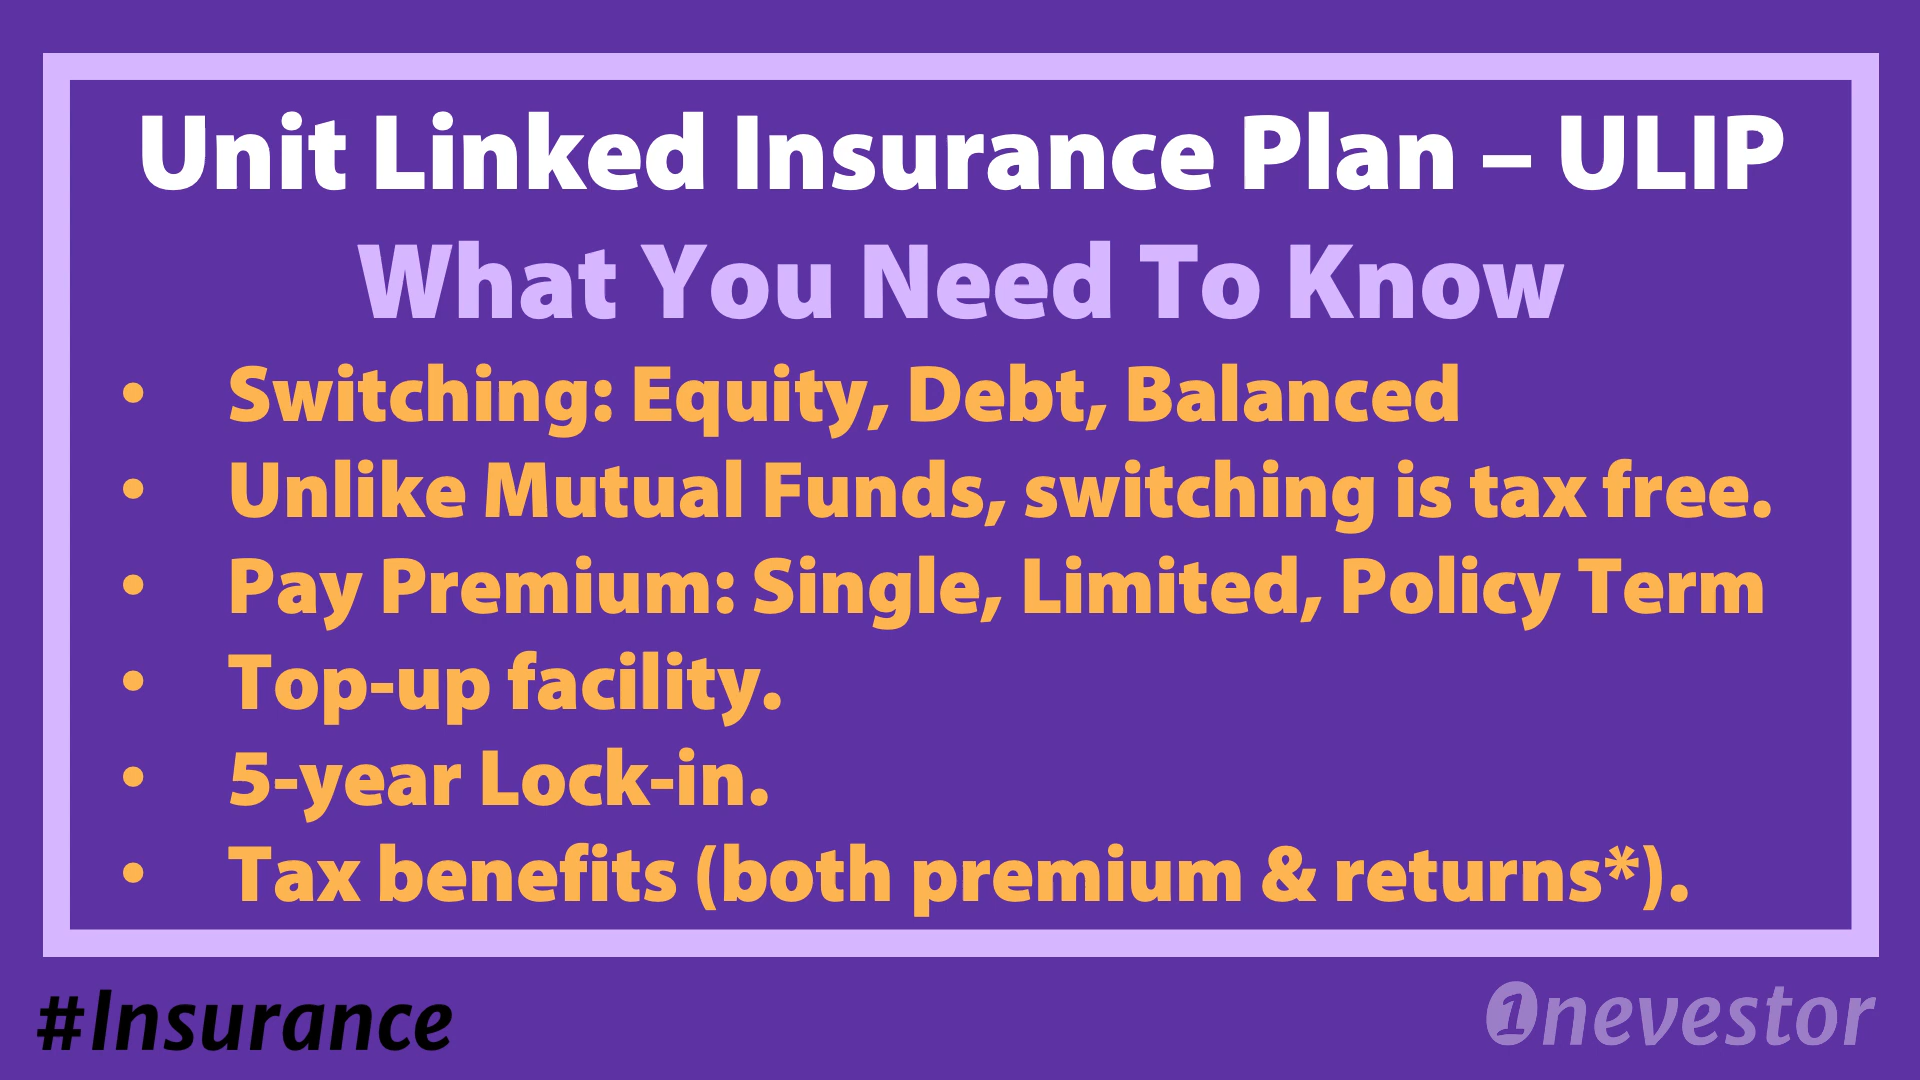 Unit Linked Insurance Plan – ULIP
What You Need To Know
• Switching: Equity, Debt, Balanced
• Unlike Mutual Funds, switching is tax free.
• Pay Premium: Single, Limited, Policy Term
• Top-up facility.
• 5-year Lock-in.
• Tax benefits (both premium & returns*).
#Insurance
1nevestor